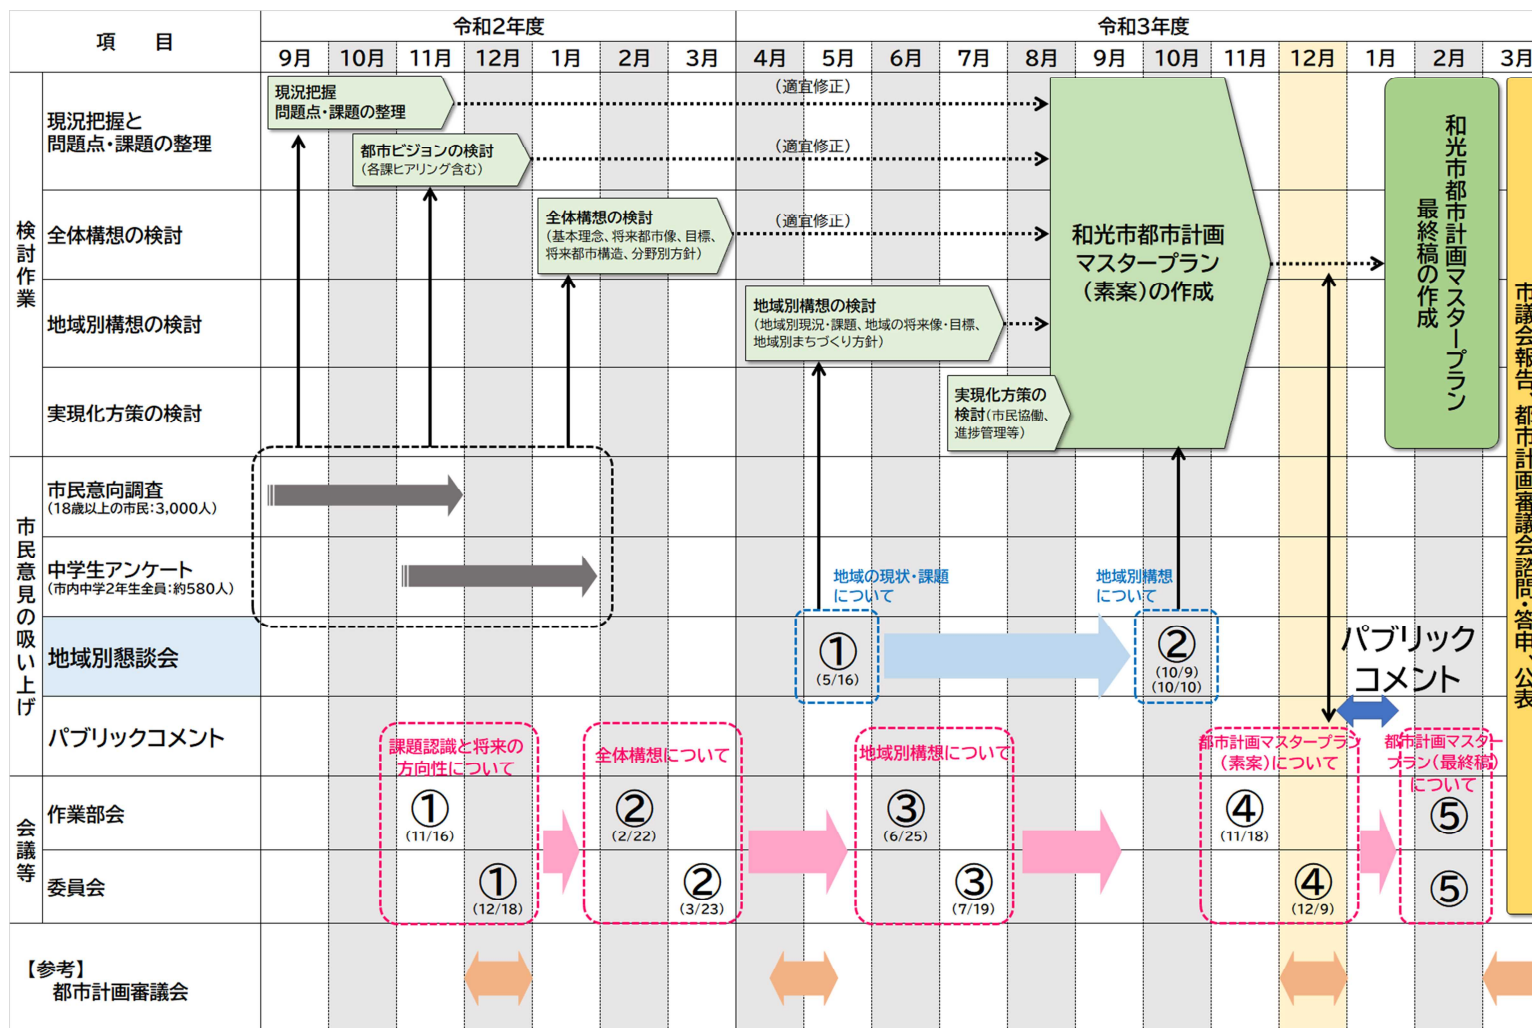 項　目
令和2年度
令和3年度
9月
10月
11月
12月
1月
2月
3月
4月
5月
6月
7月
8月
9月
10月
11月
12月
1月
2月
3月
検討作業
現況把握と
問題点・課題の整理
全体構想の検討
地域別構想の検討
実現化方策の検討
現況把握
問題点・課題の整理
(適宜修正)
都市ビジョンの検討
(各課ヒアリング含む)
(適宜修正)
全体構想の検討
(基本理念、将来都市像、目標、
将来都市構造、分野別方針)
(適宜修正)
地域別構想の検討
(地域別現況・課題、地域の将来像・目標、
地域別まちづくり方針)
実現化方策の
検討(市民協働、
進捗管理等)
和光市都市計画
マスタープラン
(素案)の作成
和光市都市計画マスタープラン
最終稿の作成
市議会報告、都市計画審議会諮問・答申、公表
市民意見の吸い上げ
市民意向調査
(18歳以上の市民:3,000人)
中学生アンケート
(市内中学2年生全員:約580人)
地域別懇談会
地域の現状・課題
について
①
(5/16)
地域別構想
について
②
(10/9)
(10/10)
パブリックコメント
パブリック
コメント
会議等
作業部会
委員会
課題認識と将来の
方向性について
①
(11/16)
①
(12/18)
全体構想について
②
(2/22)
②
(3/23)
地域別構想について
③
(6/25)
③
(7/19)
都市計画マスタープラン
(素案)について
④
(11/18)
④
(12/9)
都市計画マスター
プラン(最終稿)
について
⑤
⑤
【参考】
都市計画審議会